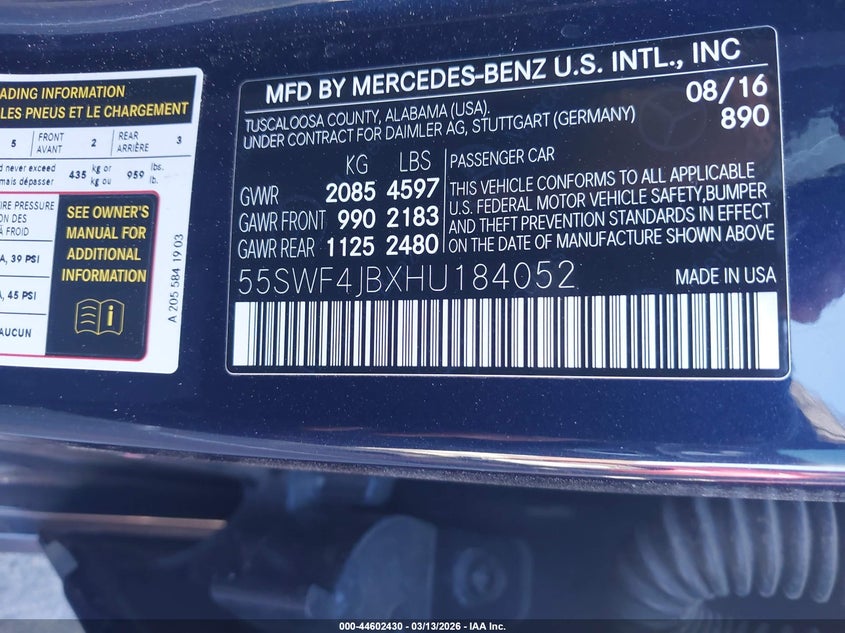 ADING INFORMATION
LES PNEUS ET LE CHARGEMENT
5 FRONT AVANT 2 REAR ARRIÈRE 3
d never exceed
mais dépasser
435 kg or
kg ou
959 lbs.
lb.
IRE PRESSURE
ION DES
À FROID
A, 39 PSI
A, 45 PSI
AUCUN
SEE OWNER'S
MANUAL FOR
ADDITIONAL
INFORMATION
A 205 584 19 03
MFD BY MERCEDES-BENZ U.S. INTL., INC
TUSCALOOSA COUNTY, ALABAMA (USA). 08/16
UNDER CONTRACT FOR DAIMLER AG, STUTTGART (GERMANY) 890
KG LBS
GVWR 2085 4597
GAWR FRONT 990 2183
GAWR REAR 1125 2480
PASSENGER CAR
THIS VEHICLE CONFORMS TO ALL APPLICABLE
U.S. FEDERAL MOTOR VEHICLE SAFETY,BUMPER
AND THEFT PREVENTION STANDARDS IN EFFECT
ON THE DATE OF MANUFACTURE SHOWN ABOVE
55SWF4JBXHU184052 MADE IN USA
000-44602430 - 03/13/2026 - IAA Inc.